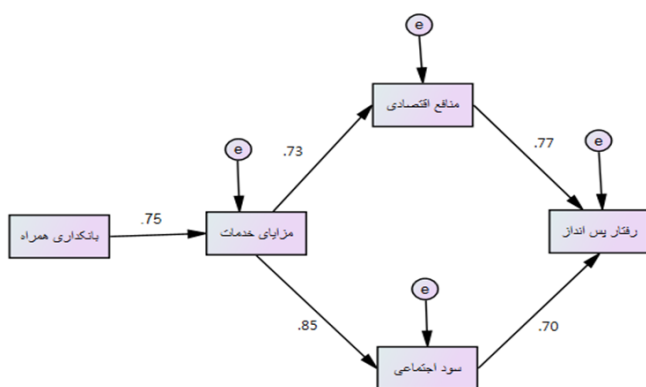 e
منافع اقتصادی
.73
.77
e
e
بانکداری همراه
.75
مزایای خدمات
رفتار پس انداز
e
.85
.70
سود اجتماعی